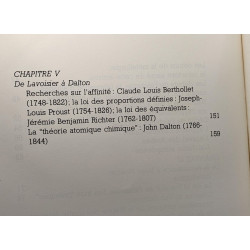 CHAPITRE V
De Lavoisier à Dalton
Recherches sur l'affinité : Claude Louis Berthollet
(1748-1822); la loi des proportions définies : Joseph-
Louis Proust (1754-1826); la loi des équivalents :
Jérémie Benjamin Richter (1762-1807) 151
La "théorie atomique chimique" : John Dalton (1766-
1844) 159